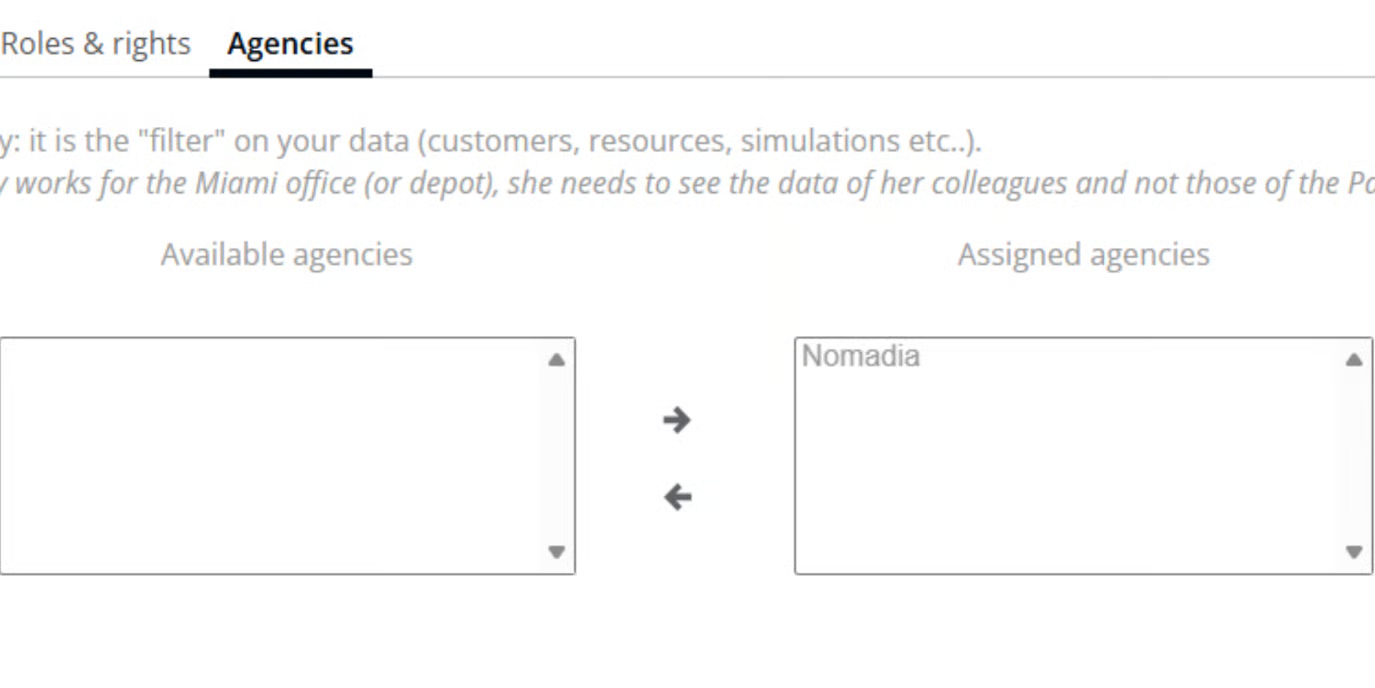 Roles & rights Agencies
y: it is the "filter" on your data (customers, resources, simulations etc..).
y works for the Miami office (or depot), she needs to see the data of her colleagues and not those of the
Available agencies Assigned agencies
Nomadia